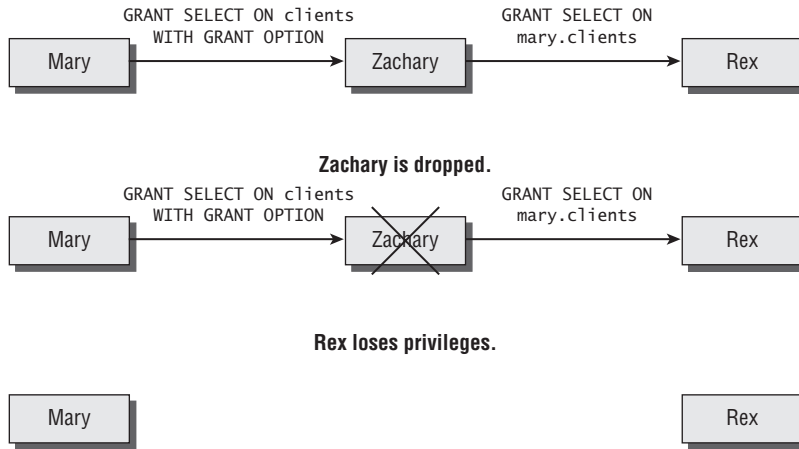 GRANT SELECT ON clients
WITH GRANT OPTION
GRANT SELECT ON
mary.clients
Mary
Zachary
Rex
Zachary is dropped.
GRANT SELECT ON clients
WITH GRANT OPTION
GRANT SELECT ON
mary.clients
Mary
Zachary
Rex
Rex loses privileges.
Mary
Rex